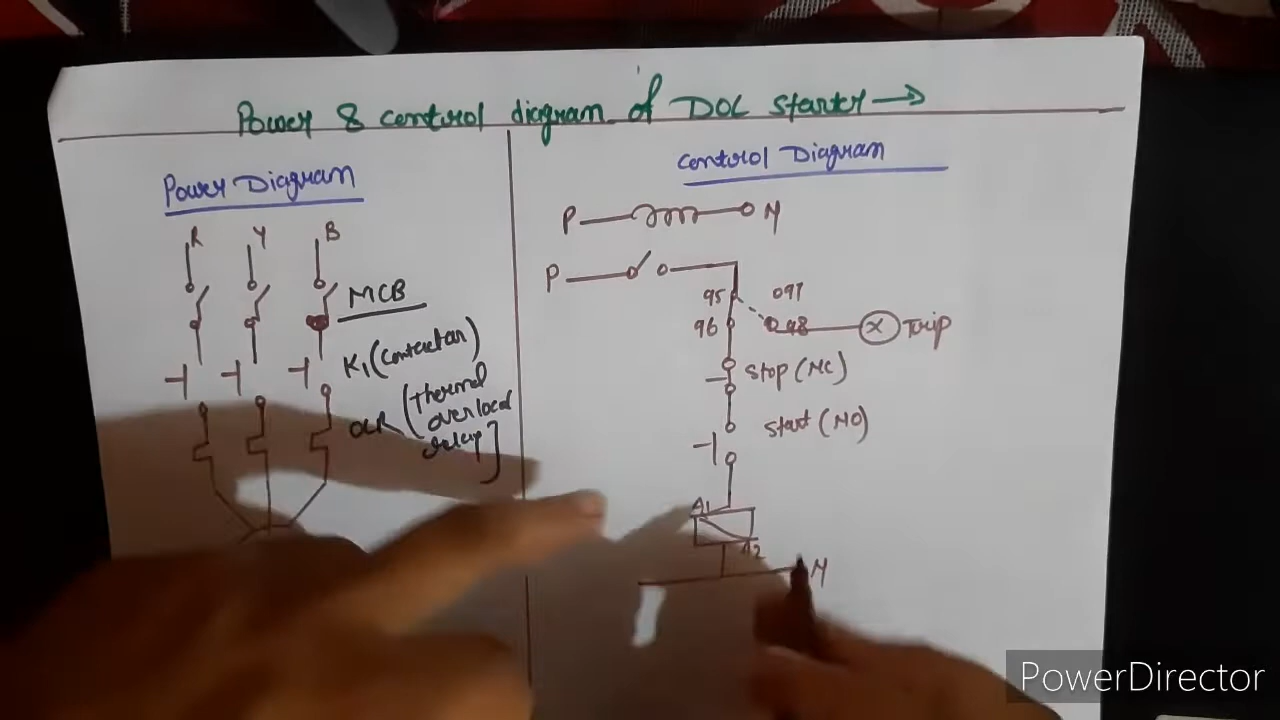 Power & control diagram of DOL starter →
Power Diagram
R Y B
MCB
K1 (Contactor)
OLR (Thermal
overload
relay]
Control Diagram
P N
P
95 097
96 98 X Trip
Stop (NC)
Start (NO)
A1
A2
N
PowerDirector